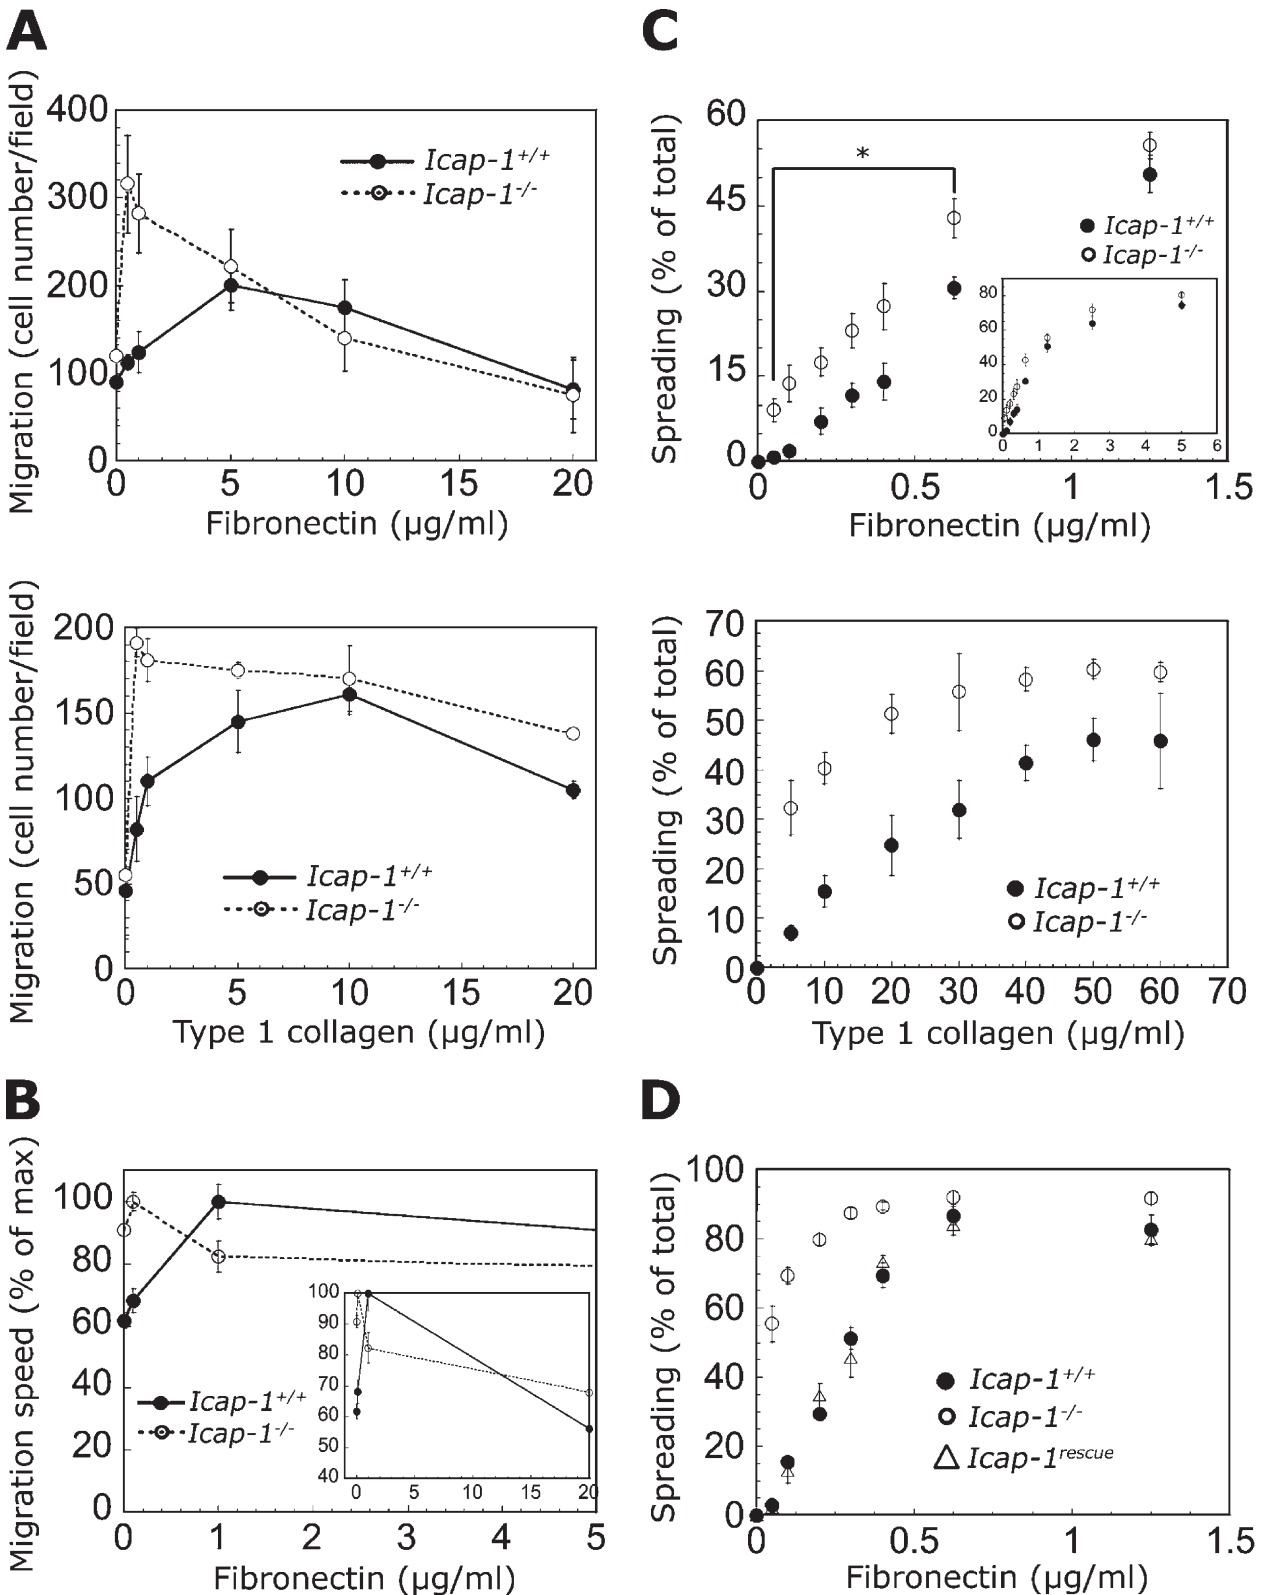 A
Migration (cell number/field)
400
300
200
100
0
Icap-1+/+
Icap-1-/-
0 5 10 15 20
Fibronectin (µg/ml)
Migration (cell number/field)
200
150
100
50
0
Icap-1+/+
Icap-1-/-
0 5 10 15 20
Type 1 collagen (µg/ml)
B
Migration speed (% of max)
100
80
60
40
20
0
Icap-1+/+
Icap-1-/-
100
90
80
70
60
50
40
0 5 10 15 20
0 1 2 3 4 5
Fibronectin (µg/ml)
C
Spreading (% of total)
60
45
30
15
0
*
Icap-1+/+
Icap-1-/-
80
60
40
20
0
0 1 2 3 4 5 6
0 0.5 1 1.5
Fibronectin (µg/ml)
Spreading (% of total)
70
60
50
40
30
20
10
0
Icap-1+/+
Icap-1-/-
0 10 20 30 40 50 60 70
Type 1 collagen (µg/ml)
D
Spreading (% of total)
100
80
60
40
20
0
Icap-1+/+
Icap-1-/-
Icap-1rescue
0 0.5 1 1.5
Fibronectin (µg/ml)